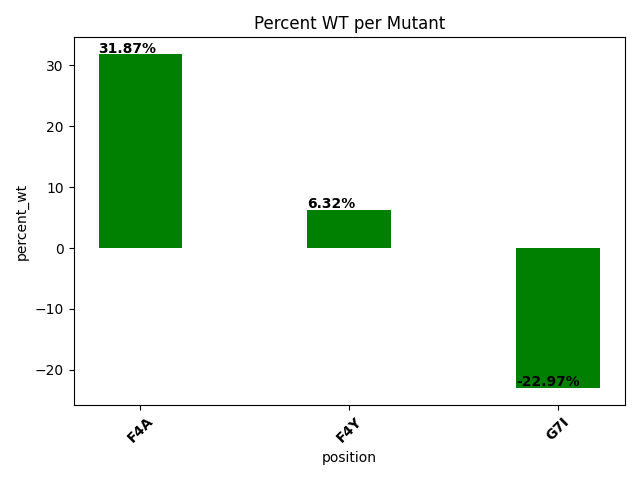 Percent WT per Mutant
31.87%
6.32%
-22.97%
30
20
10
0
−10
−20
percent_wt
F4A
F4Y
G7I
position